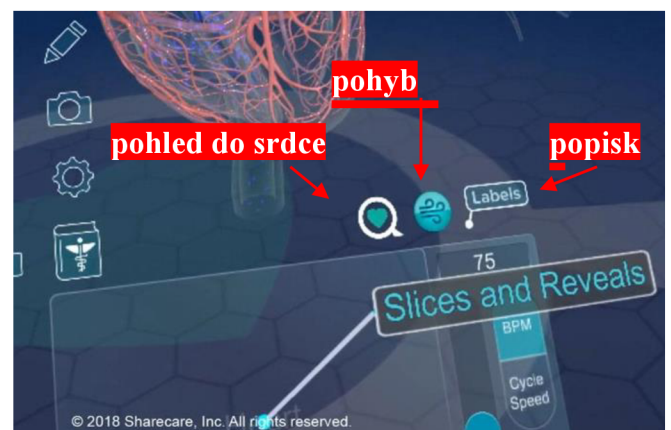 pohyb
pohled do srdce
popisk
Labels
75
Slices and Reveals
BPM
Cycle
Speed
© 2018 Sharecare, Inc. All rights reserved.